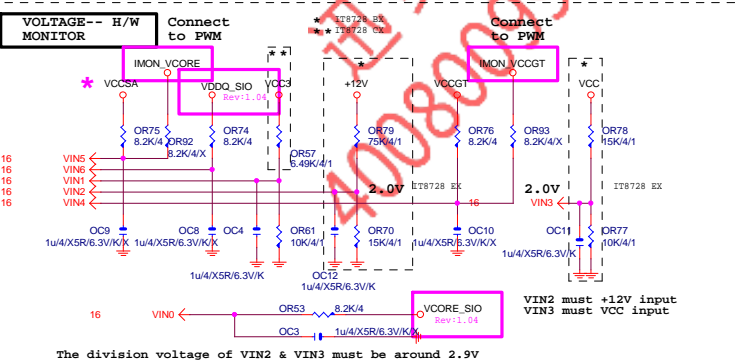 VOLTAGE-- H/W
MONITOR
Connect
to PWM
* IT8728 BX
** IT8728 CX
Connect
to PWM
IMON_VCORE
**
*
IMON_VCCGT
*
*
VCCSA
VDDQ_SIO
Rev:1.04
VCC3
+12V
VCCGT
VCC
OR75
8.2K/4
OR92
8.2K/4/X
OR74
8.2K/4
OR57
6.49K/4/1
OR79
75K/4/1
OR76
8.2K/4
OR93
8.2K/4/X
OR78
15K/4/1
16 VIN5
16 VIN6
16 VIN1
16 VIN2
16 VIN4
2.0V
IT8728 EX
16
2.0V
VIN3
IT8728 EX
OC9
1u/4/X5R/6.3V/K/X
OC8
1u/4/X5R/6.3V/K/X
OC4
1u/4/X5R/6.3V/K
OR61
10K/4/1
OC12
1u/4/X5R/6.3V/K
OR70
15K/4/1
OC10
1u/4/X5R/6.3V/K/X
OC11
1u/4/X5R/6.3V/K
OR77
10K/4/1
16 VIN0
OR53
8.2K/4
OC3
1u/4/X5R/6.3V/K/X
VCORE_SIO
Rev:1.04
VIN2 must +12V input
VIN3 must VCC input
The division voltage of VIN2 & VIN3 must be around 2.9V